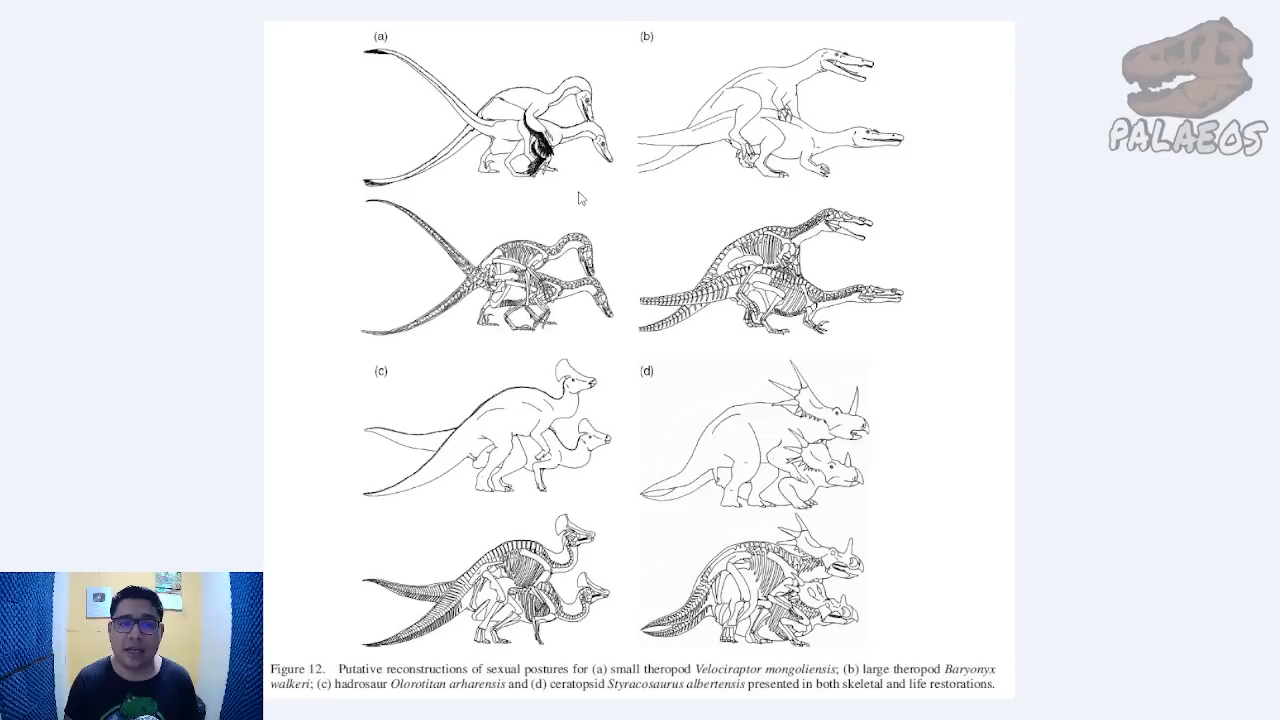 PALAEOS
(a)
(b)
(c)
(d)
Figure 12. Putative reconstructions of sexual postures for (a) small theropod Velociraptor mongoliensis; (b) large theropod Baryonyx
walkeri; (c) hadrosaur Olorotitan arharensis and (d) ceratopsid Styracosaurus albertensis presented in both skeletal and life restorations.